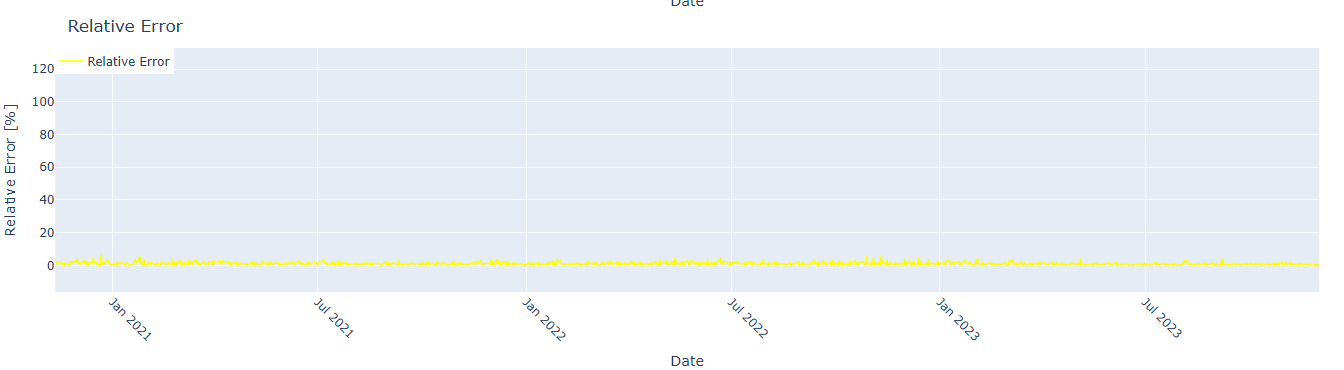 Date
Relative Error
Relative Error
120
100
80
60
40
20
0
Relative Error [%]
Jan 2021
Jul 2021
Jan 2022
Jul 2022
Jan 2023
Jul 2023
Date